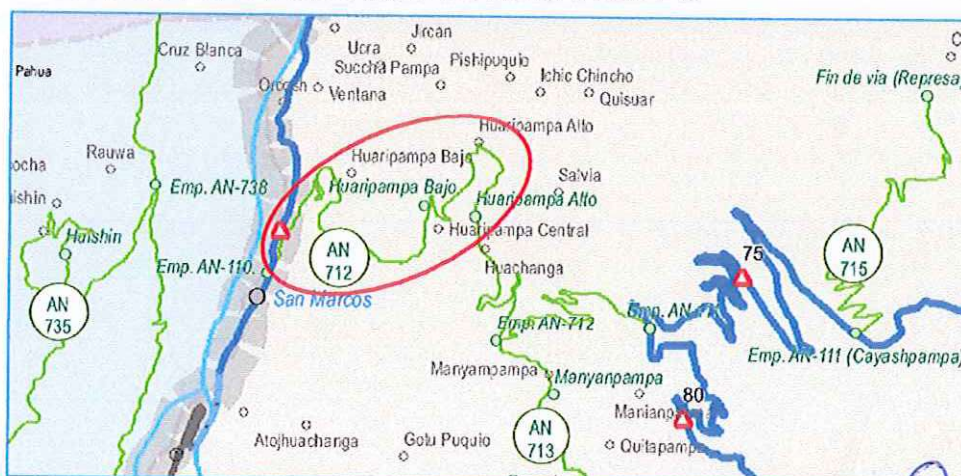 Jircán
Cruz Blanca
Ucra
Succha Pampa
Pishipuquio
Pahua
Ichic Chincho
Ventana
Quisuar
Fin de via (Represa)
Huaripampa Alto
Rauwa
Huaripampa Bajo
Salvia
Emp. AN-738
Huaripampa Bajo
Huaripampa Alto
Huishin
Huaripampa Central
AN
712
75
AN
715
Emp. AN-110
Huachanga
San Marcos
AN
735
Emp. AN-712
Emp. AN-111 (Cayashpampa)
Manyampampa
Manyanpampa
80
Atojhuachanga
Gotu Puquio
AN
713
Quitapampa